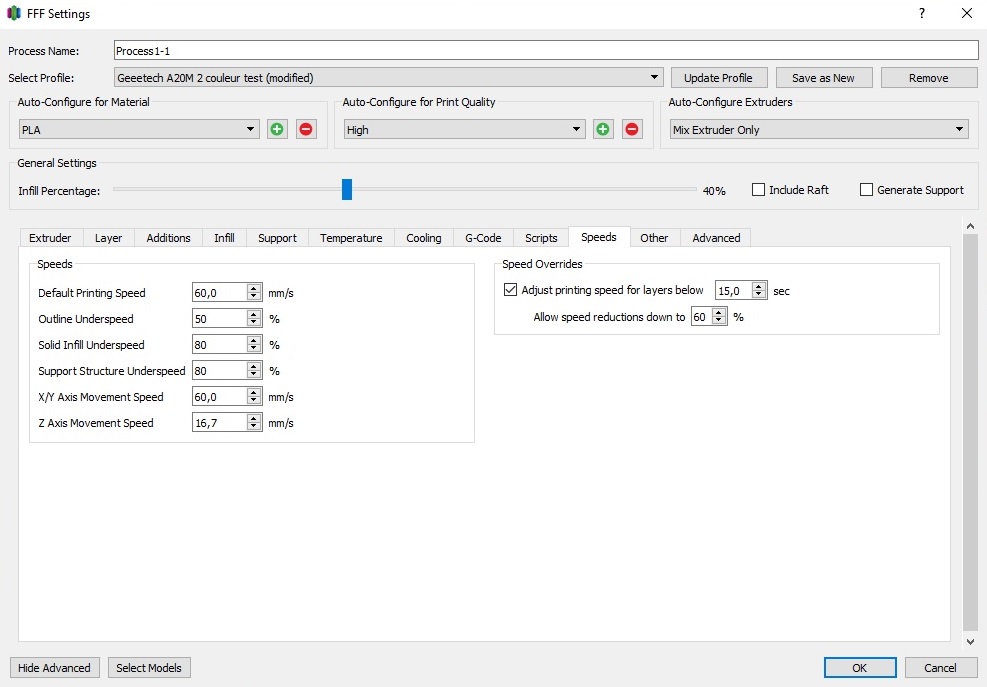 FFF Settings ?
Process Name: Process1-1
Select Profile: Geeetech A20M 2 couleur test (modified) Update Profile Save as New Remove
Auto-Configure for Material Auto-Configure for Print Quality Auto-Configure Extruders
PLA High Mix Extruder Only
General Settings
Infill Percentage: 40% Include Raft Generate Support
Extruder Layer Additions Infill Support Temperature Cooling G-Code Scripts Speeds Other Advanced
Speeds Speed Overrides
Default Printing Speed 60,0 mm/s Adjust printing speed for layers below 15,0 sec
Outline Underspeed 50 % Allow speed reductions down to 60 %
Solid Infill Underspeed 80 %
Support Structure Underspeed 80 %
X/Y Axis Movement Speed 60,0 mm/s
Z Axis Movement Speed 16,7 mm/s
Hide Advanced Select Models OK Cancel